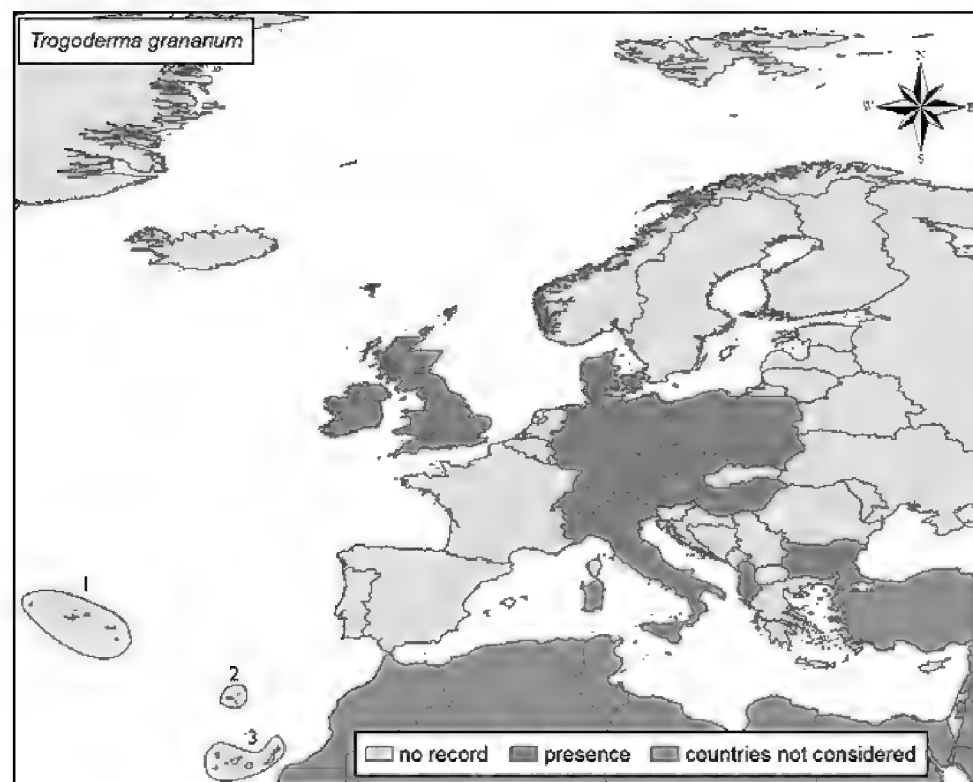 Trogoderma granarium
N
W E
S
1
2
3
no record presence countries not considered